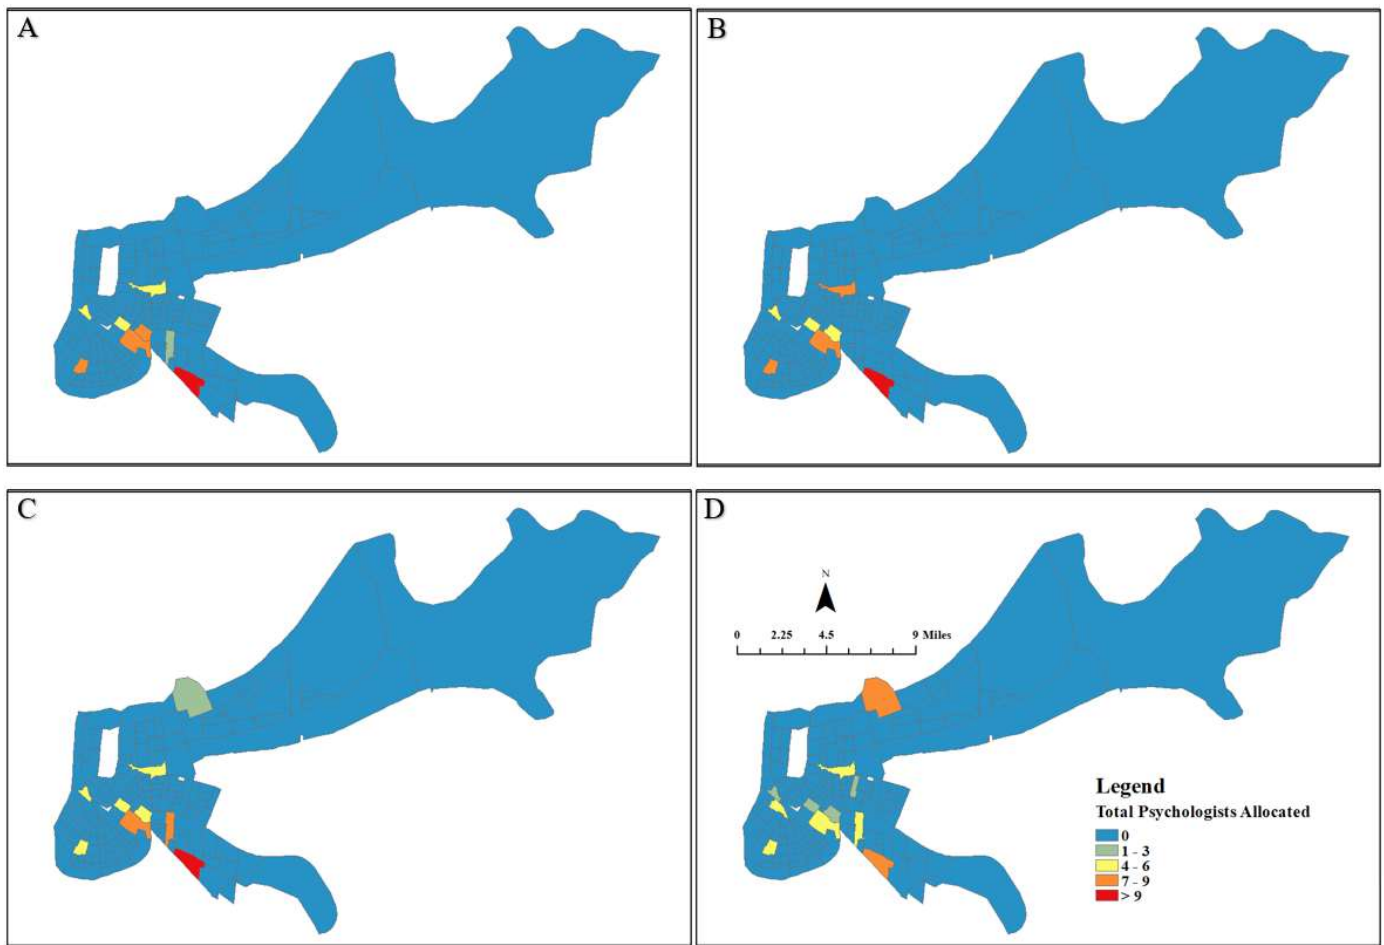 A
B
C
D
N
0 2.25 4.5 9 Miles
Legend
Total Psychologists Allocated
0
1 - 3
4 - 6
7 - 9
> 9